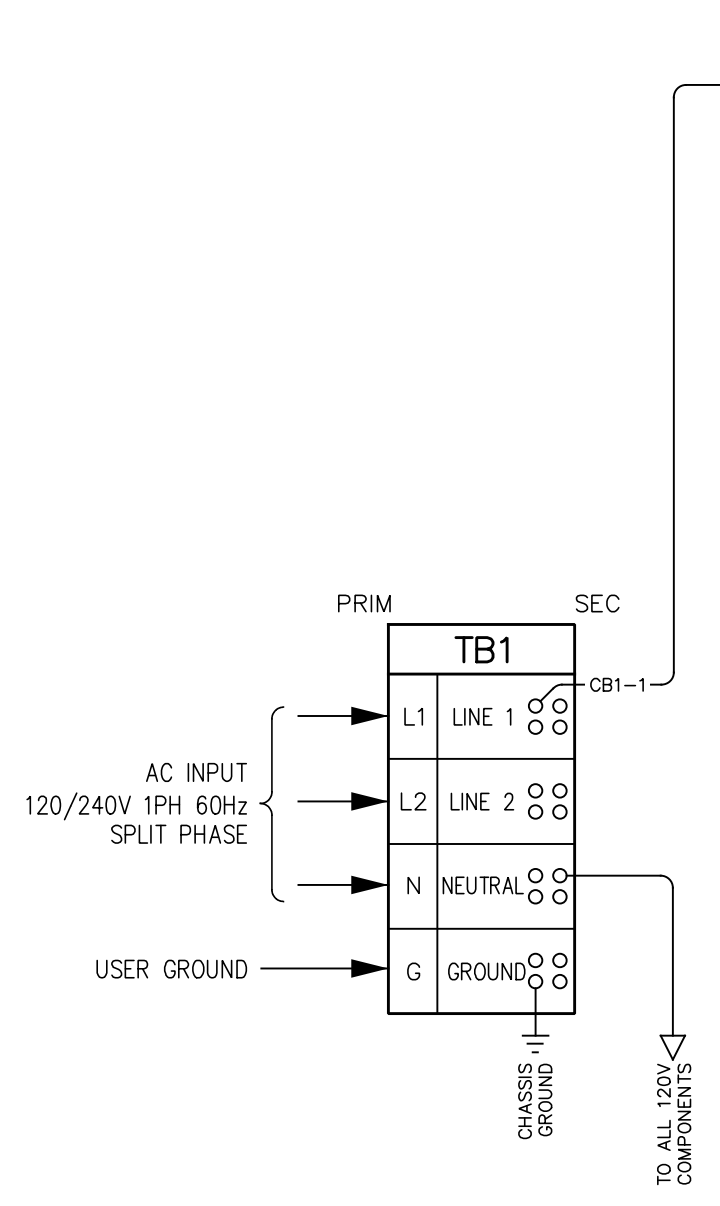 PRIM
SEC
TB1
CB1-1
L1 LINE 1
AC INPUT
120/240V 1PH 60Hz
SPLIT PHASE
L2 LINE 2
N NEUTRAL
USER GROUND
G GROUND
CHASSIS
GROUND
TO ALL 120V
COMPONENTS